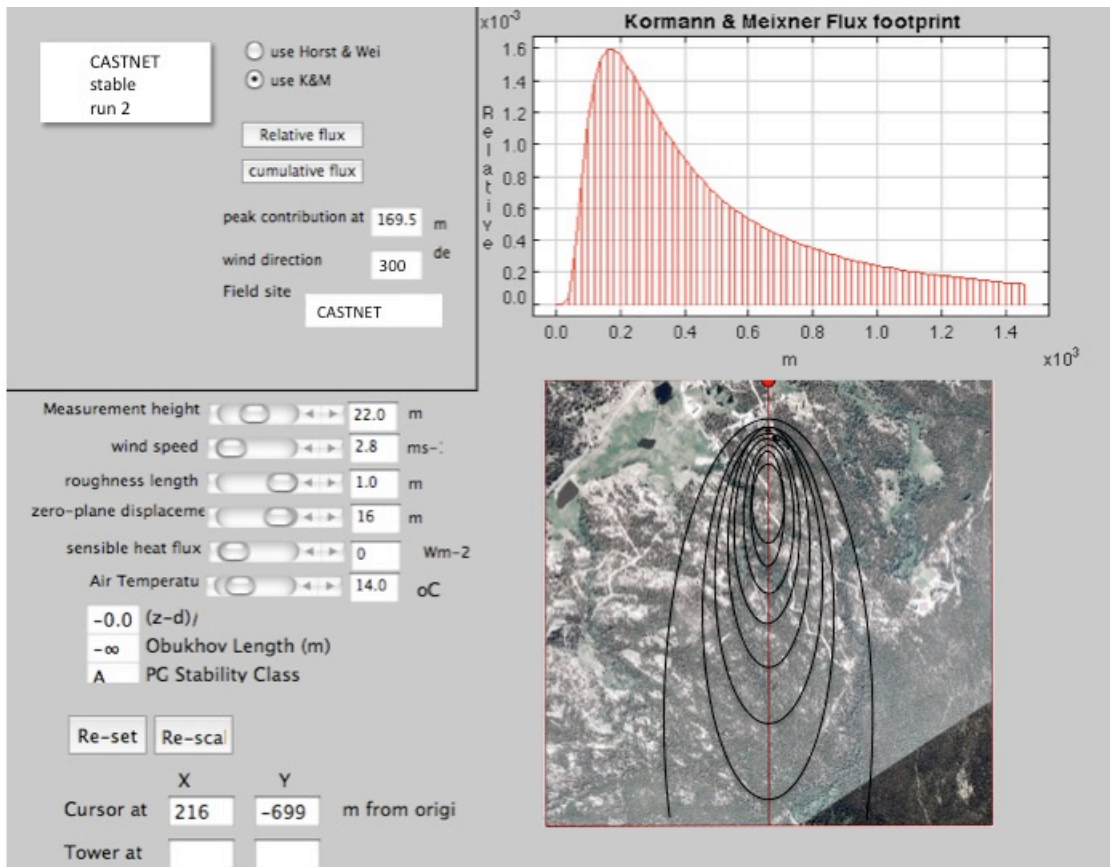 CASTNET
stable
run 2
use Horst & Wei
use K&M
Relative flux
cumulative flux
peak contribution at 169.5 m
wind direction 300 de
Field site
CASTNET
Kormann & Meixner Flux footprint
x10-3
Relative
1.6
1.4
1.2
1.0
0.8
0.6
0.4
0.2
0.0
0.0 0.2 0.4 0.6 0.8 1.0 1.2 1.4
m
x10³
Measurement height 22.0 m
wind speed 2.8 ms-1
roughness length 1.0 m
zero-plane displaceme 16 m
sensible heat flux 0 Wm-2
Air Temperatu 14.0 oC
-0.0 (z-d)/
-∞ Obukhov Length (m)
A PG Stability Class
Re-set Re-scal
X Y
Cursor at 216 -699 m from origi
Tower at